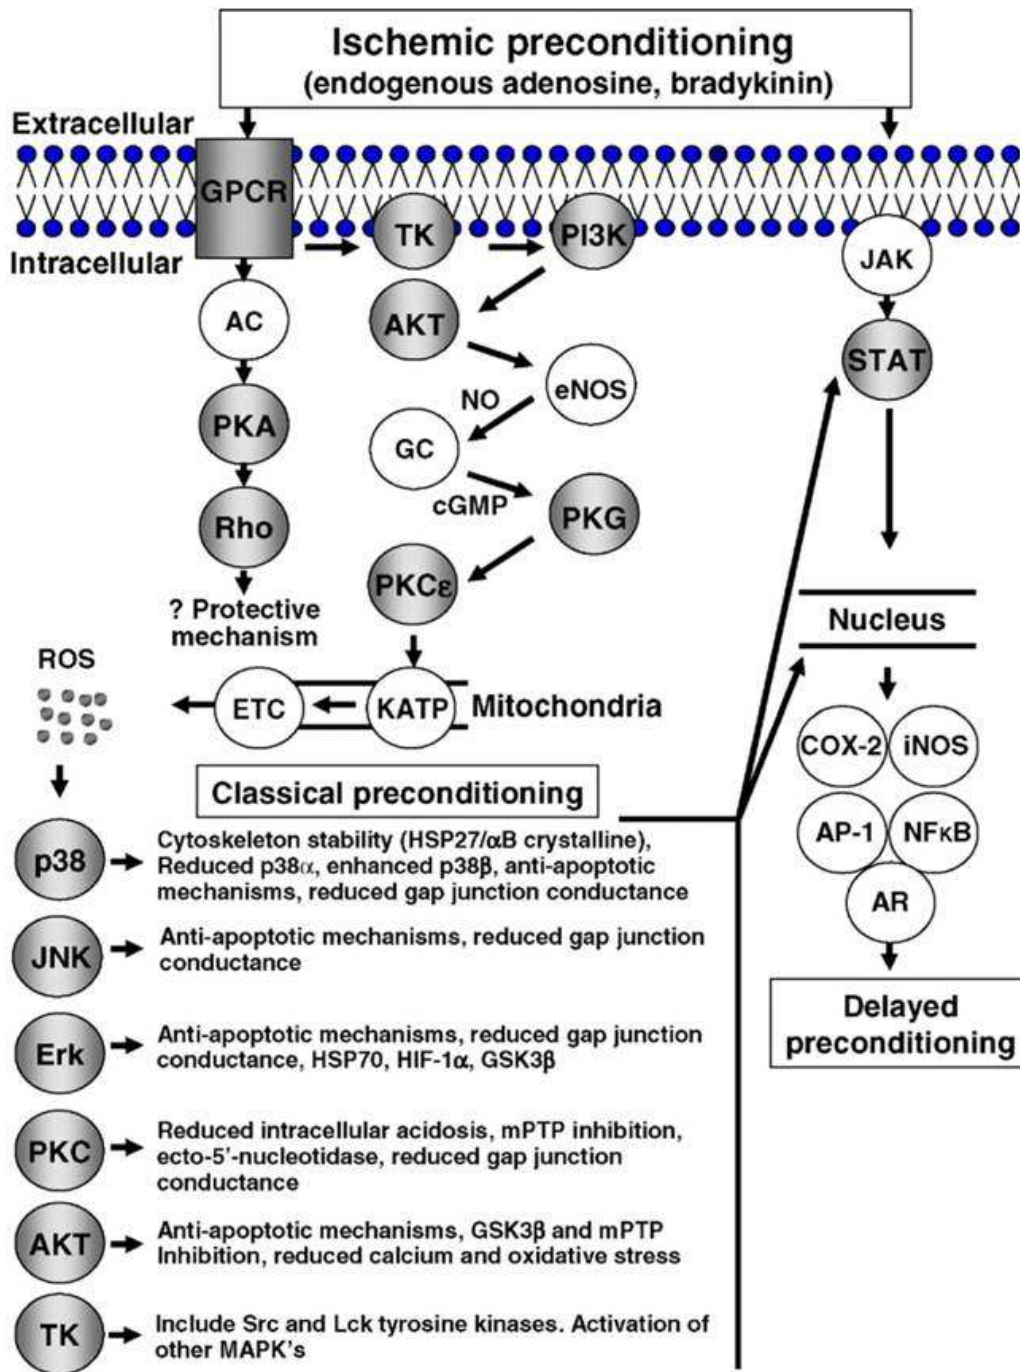 Ischemic preconditioning
(endogenous adenosine, bradykinin)
Extracellular
GPCR
TK
PI3K
Intracellular
JAK
AC
AKT
STAT
eNOS
NO
PKA
GC
cGMP
PKG
Rho
PKCε
? Protective
mechanism
Nucleus
ROS
ETC
KATP
Mitochondria
COX-2
iNOS
Classical preconditioning
AP-1
NFκB
AR
p38
Cytoskeleton stability (HSP27/αB crystalline),
Reduced p38α, enhanced p38β, anti-apoptotic
mechanisms, reduced gap junction conductance
JNK
Anti-apoptotic mechanisms, reduced gap junction
conductance
Delayed
preconditioning
Erk
Anti-apoptotic mechanisms, reduced gap junction
conductance, HSP70, HIF-1α, GSK3β
PKC
Reduced intracellular acidosis, mPTP inhibition,
ecto-5'-nucleotidase, reduced gap junction
conductance
AKT
Anti-apoptotic mechanisms, GSK3β and mPTP
Inhibition, reduced calcium and oxidative stress
TK
Include Src and Lck tyrosine kinases. Activation of
other MAPK's